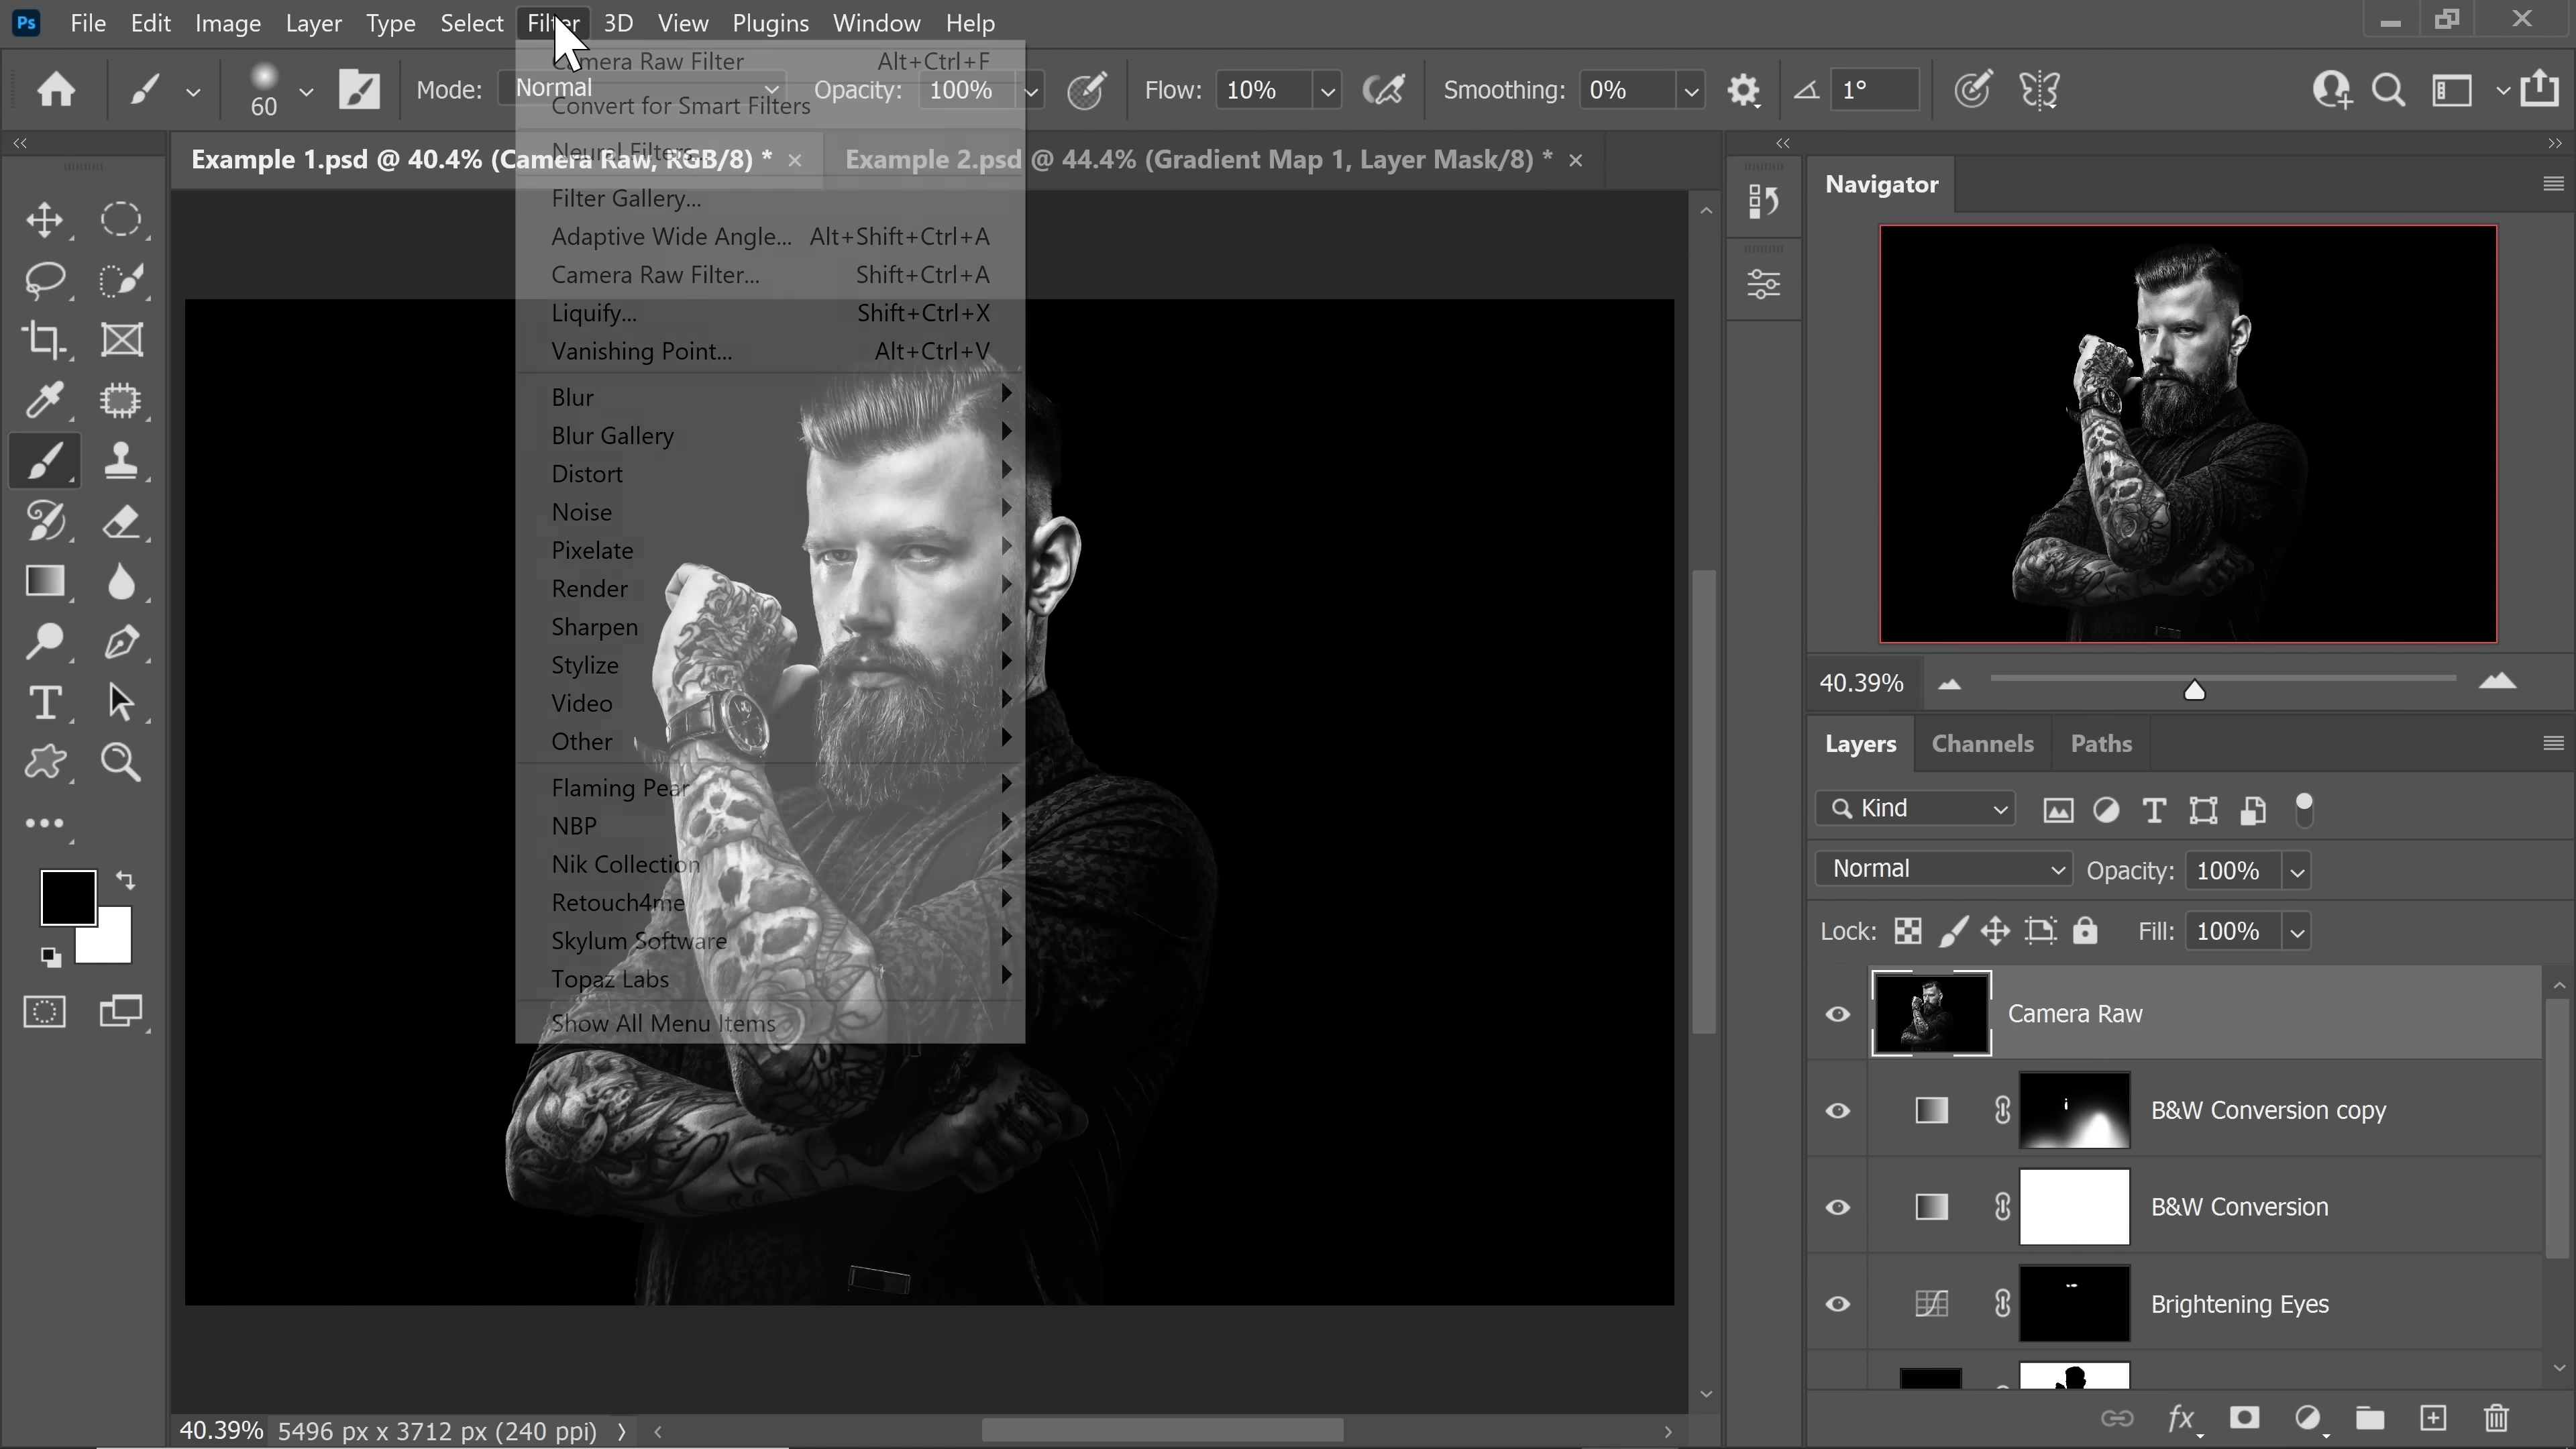 Ps File Edit Image Layer Type Select Filter 3D View Plugins Window Help
60 Mode: Normal Opacity: 100% Flow: 10% Smoothing: 0% 1°
Example 1.psd @ 40.4% (Camera Raw, RGB/8) * × Example 2.psd @ 44.4% (Gradient Map 1, Layer Mask/8) * ×
Camera Raw Filter Alt+Ctrl+F
Convert for Smart Filters
Neural Filters...
Filter Gallery...
Adaptive Wide Angle... Alt+Shift+Ctrl+A
Camera Raw Filter... Shift+Ctrl+A
Liquify... Shift+Ctrl+X
Vanishing Point... Alt+Ctrl+V
Blur
Blur Gallery
Distort
Noise
Pixelate
Render
Sharpen
Stylize
Video
Other
Flaming Pear
NBP
Nik Collection
Retouch4me
Skylum Software
Topaz Labs
Show All Menu Items
Navigator
40.39%
Layers Channels Paths
Kind
Normal Opacity: 100%
Lock: Fill: 100%
Camera Raw
B&W Conversion copy
B&W Conversion
Brightening Eyes
fx
40.39% 5496 px x 3712 px (240 ppi)